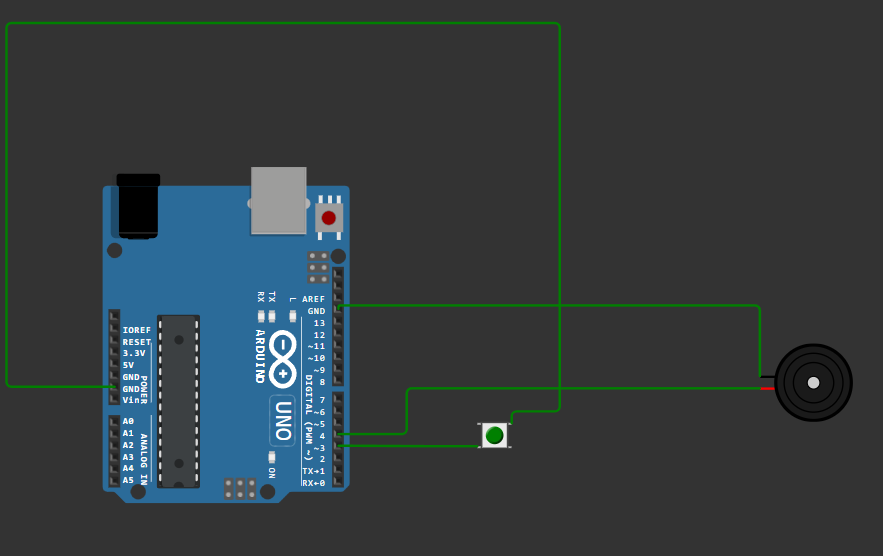 RX TX L
AREF
GND
13
12
~11
~10
~9
8
7
~6
~5
4
~3
2
TX→1
RX←0
DIGITAL (PWM ~)
ARDUINO
UNO
ON
IOREF
RESET
3.3V
5V
GND
GND
Vin
POWER
A0
A1
A2
A3
A4
A5
ANALOG IN